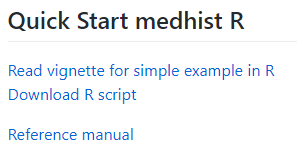 Quick Start medhist R
Read vignette for simple example in R
Download R script
Reference manual